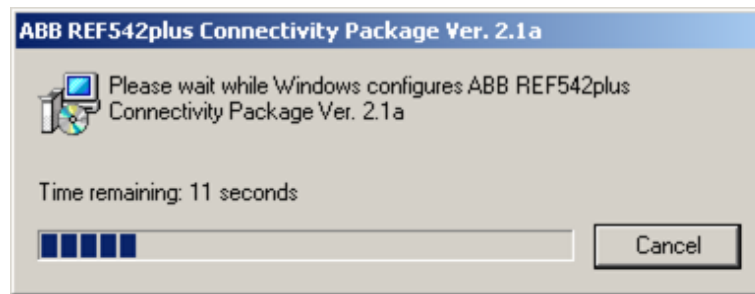 ABB REF542plus Connectivity Package Ver. 2.1a
Please wait while Windows configures ABB REF542plus
Connectivity Package Ver. 2.1a
Time remaining: 11 seconds
Cancel